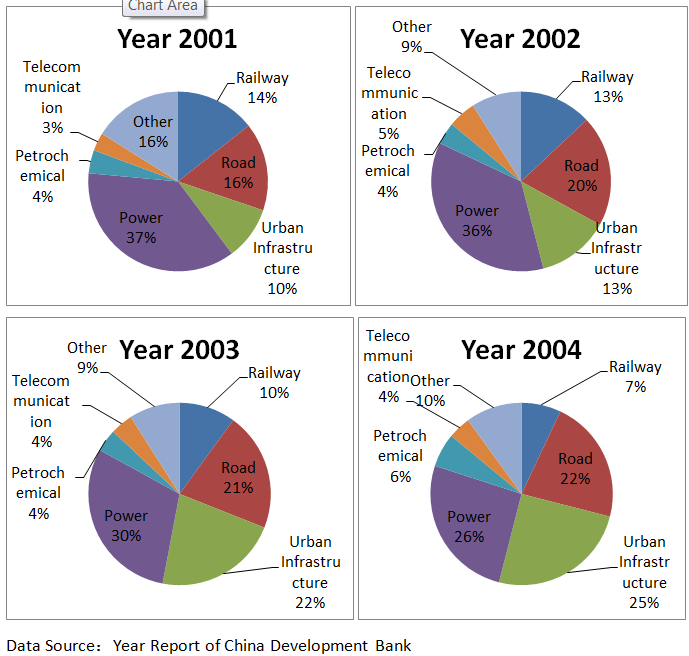 Chart Area
Year 2001
Telecom
municat
ion
3%
Petroch
emical
4%
Other
16%
Railway
14%
Road
16%
Power
37%
Urban
Infrastru
cture
10%
Year 2002
Other
9%
Teleco
mmunic
ation
5%
Petroch
emical
4%
Railway
13%
Road
20%
Power
36%
Urban
Infrastr
ucture
13%
Year 2003
Other
9%
Telecom
municat
ion
4%
Petroch
emical
4%
Railway
10%
Road
21%
Power
30%
Urban
Infrastru
cture
22%
Year 2004
Teleco
mmuni
cation
4%
Other
10%
Petroch
emical
6%
Railway
7%
Road
22%
Power
26%
Urban
Infrastr
ucture
25%
Data Source：Year Report of China Development Bank